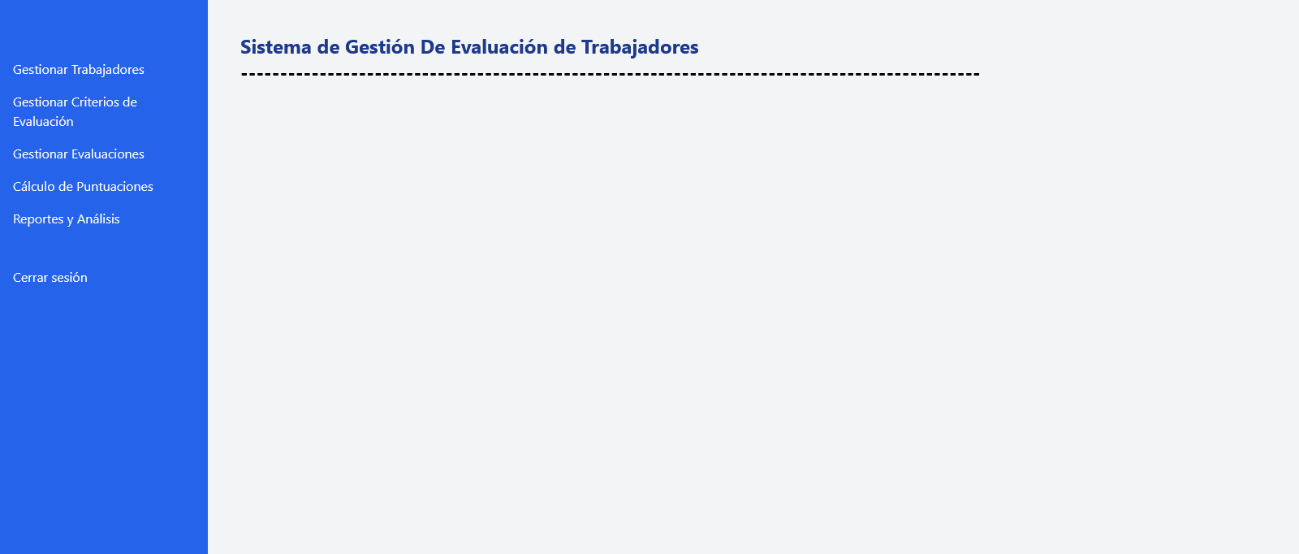 Sistema de Gestión De Evaluación de Trabajadores
Gestionar Trabajadores
Gestionar Criterios de
Evaluación
Gestionar Evaluaciones
Cálculo de Puntuaciones
Reportes y Análisis
Cerrar sesión